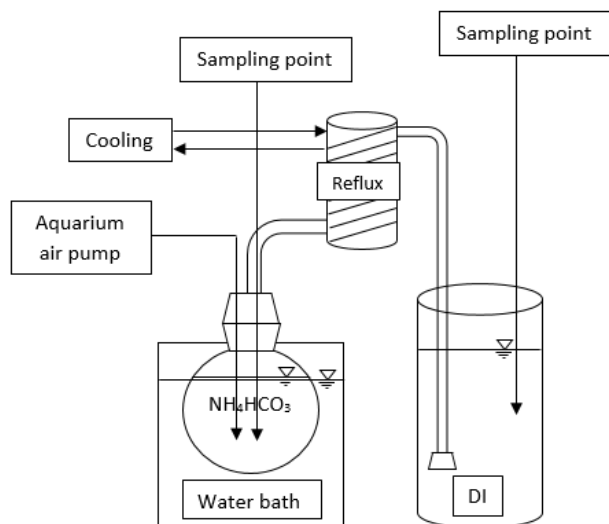 Sampling point
Sampling point
Cooling
Reflux
Aquarium
air pump
NH₄HCO₃
Water bath
DI